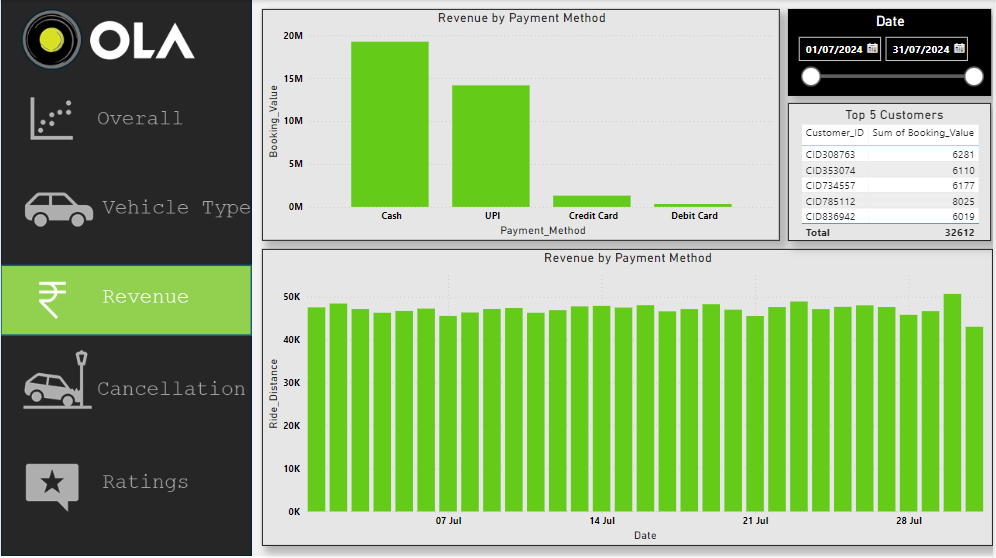 OLA
Overall
Vehicle Type
Revenue
Cancellation
Ratings
Revenue by Payment Method
20M
15M
10M
5M
0M
Booking_Value
Cash UPI Credit Card Debit Card
Payment_Method
Date
01/07/2024 31/07/2024
Top 5 Customers
Customer_ID Sum of Booking_Value
CID308763 6281
CID353074 6110
CID734557 6177
CID785112 8025
CID836942 6019
Total 32612
Revenue by Payment Method
50K
40K
30K
20K
10K
0K
Ride_Distance
07 Jul 14 Jul 21 Jul 28 Jul
Date